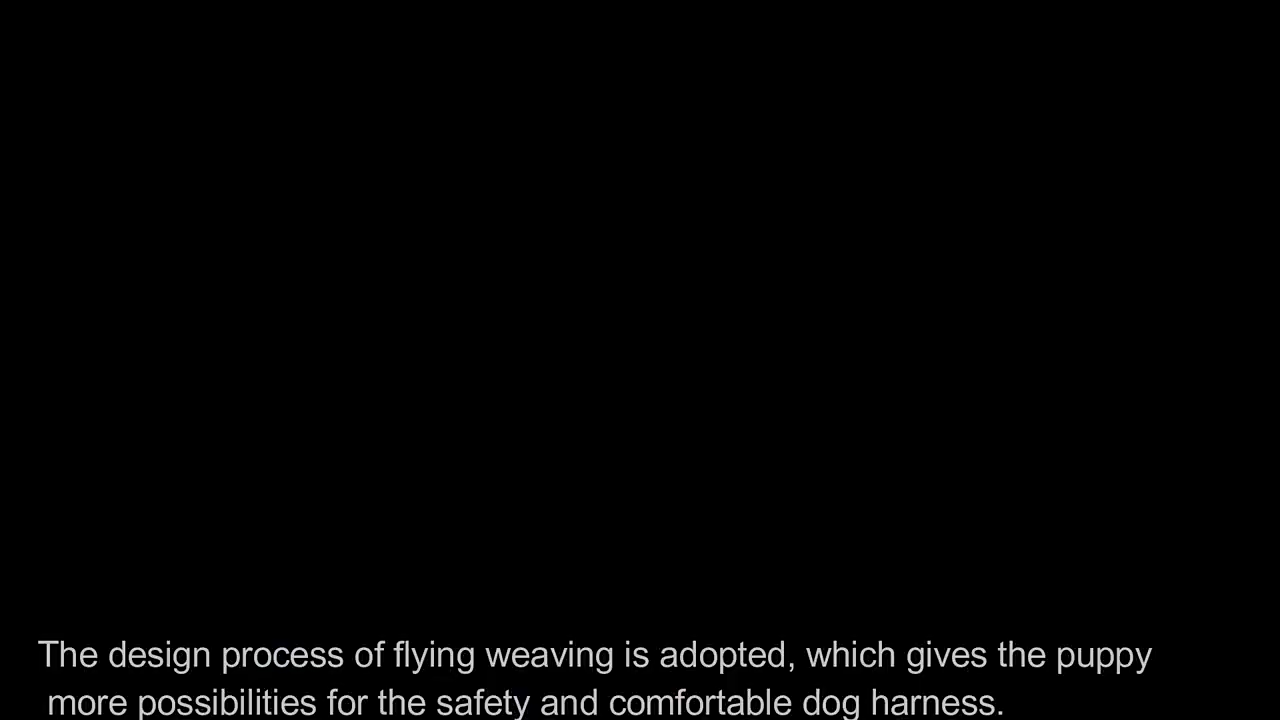 The design process of flying weaving is adopted, which gives the puppy
more possibilities for the safety and comfortable dog harness.